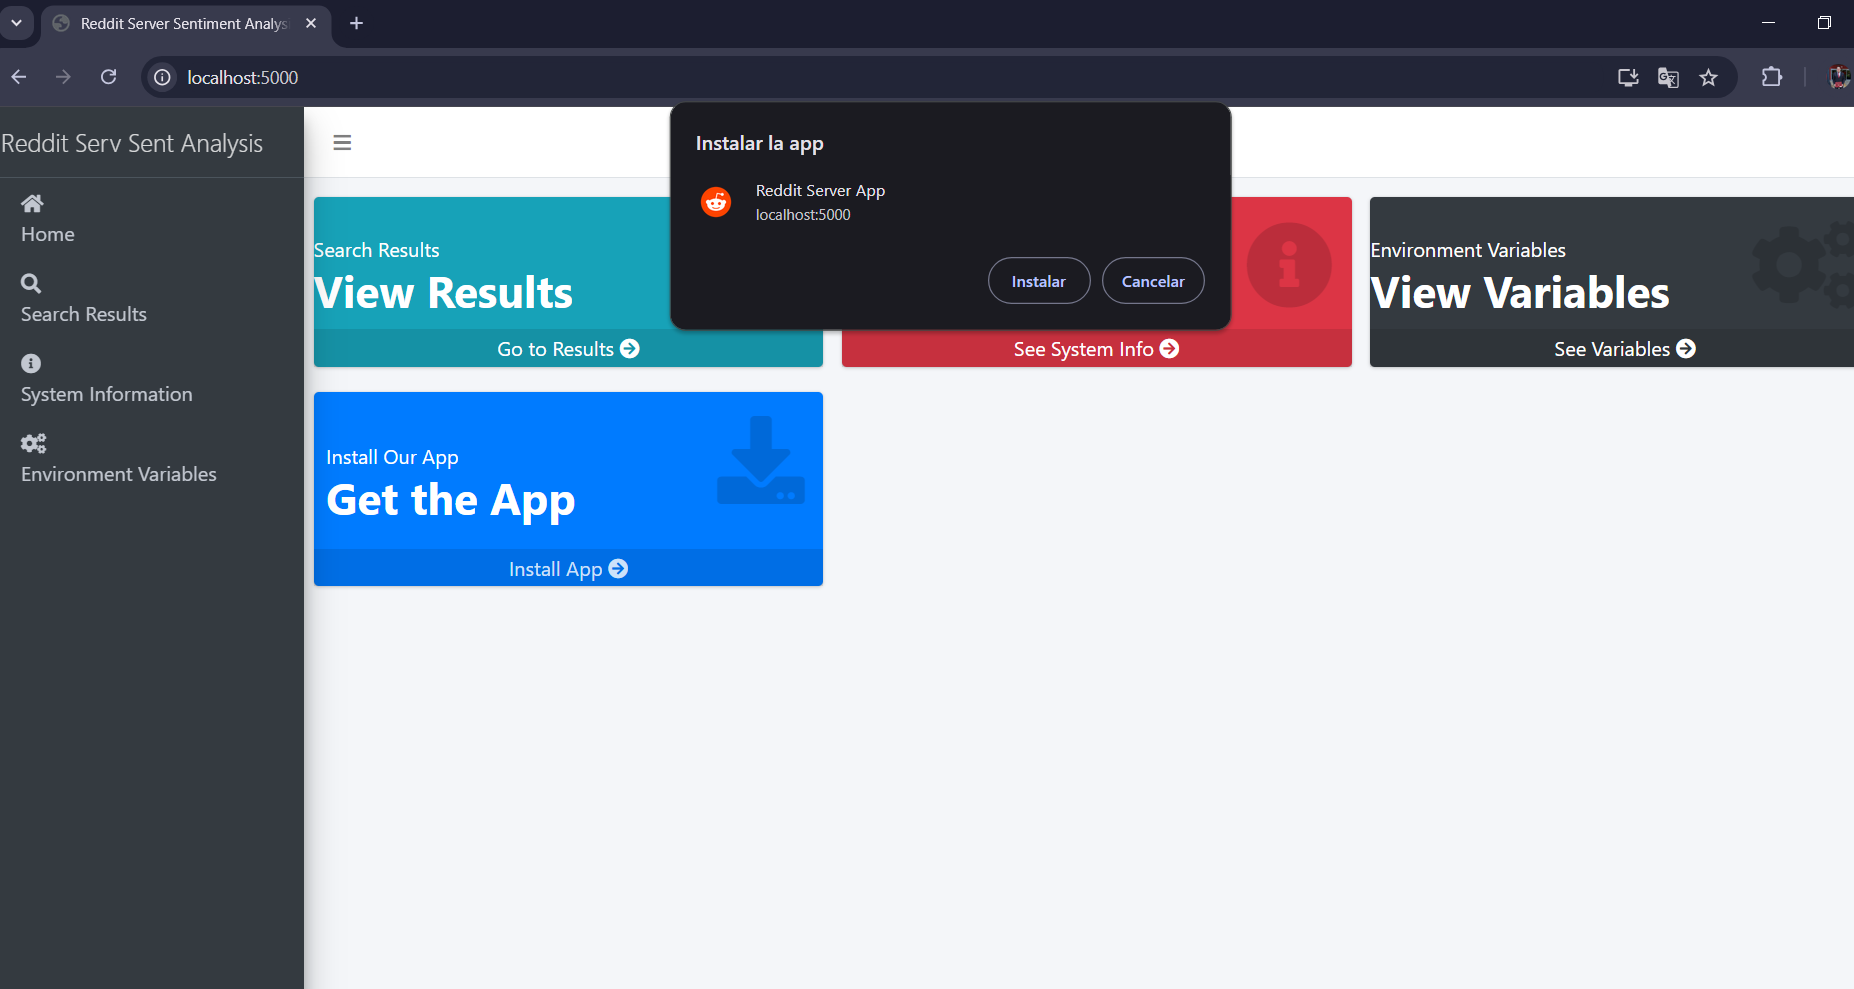 Reddit Server Sentiment Analys
localhost:5000
Reddit Serv Sent Analysis
Home
Search Results
System Information
Environment Variables
Instalar la app
Reddit Server App
localhost:5000
Instalar
Cancelar
Search Results
View Results
Go to Results
See System Info
Environment Variables
View Variables
See Variables
Install Our App
Get the App
Install App